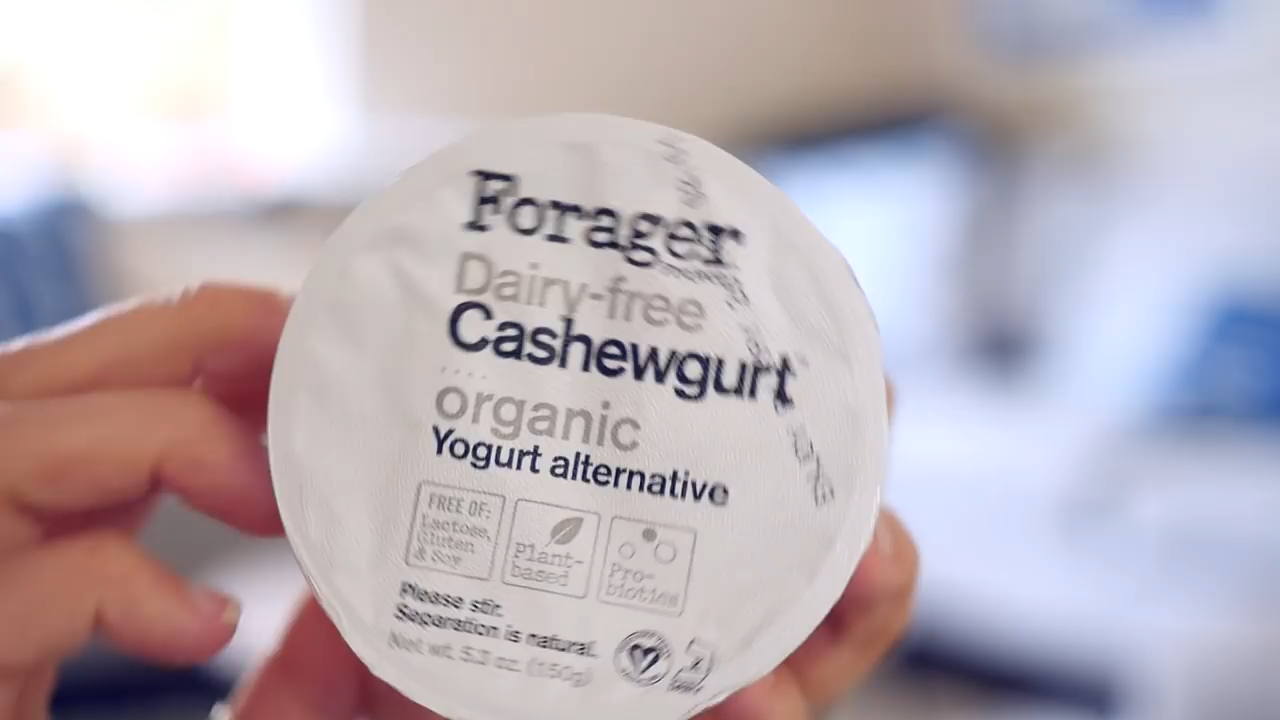 Forager
Dairy-free
Cashewgurt
organic
Yogurt alternative
FREE OF:
Lactose,
Gluten
& Soy
Plant-
based
Pro-
biotics
Please stir.
Separation is natural.
Net wt. 5.3 oz. (150g)